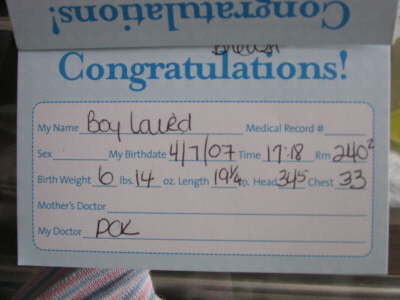 Congratulations!
Breast
Congratulations!
My Name Boy Laird Medical Record #
Sex My Birthdate 4/7/07 Time 17:18 Rm 240²
Birth Weight 6 lbs. 14 oz. Length 19¼ in. Head 34.5 Chest 33
Mother's Doctor
My Doctor POK